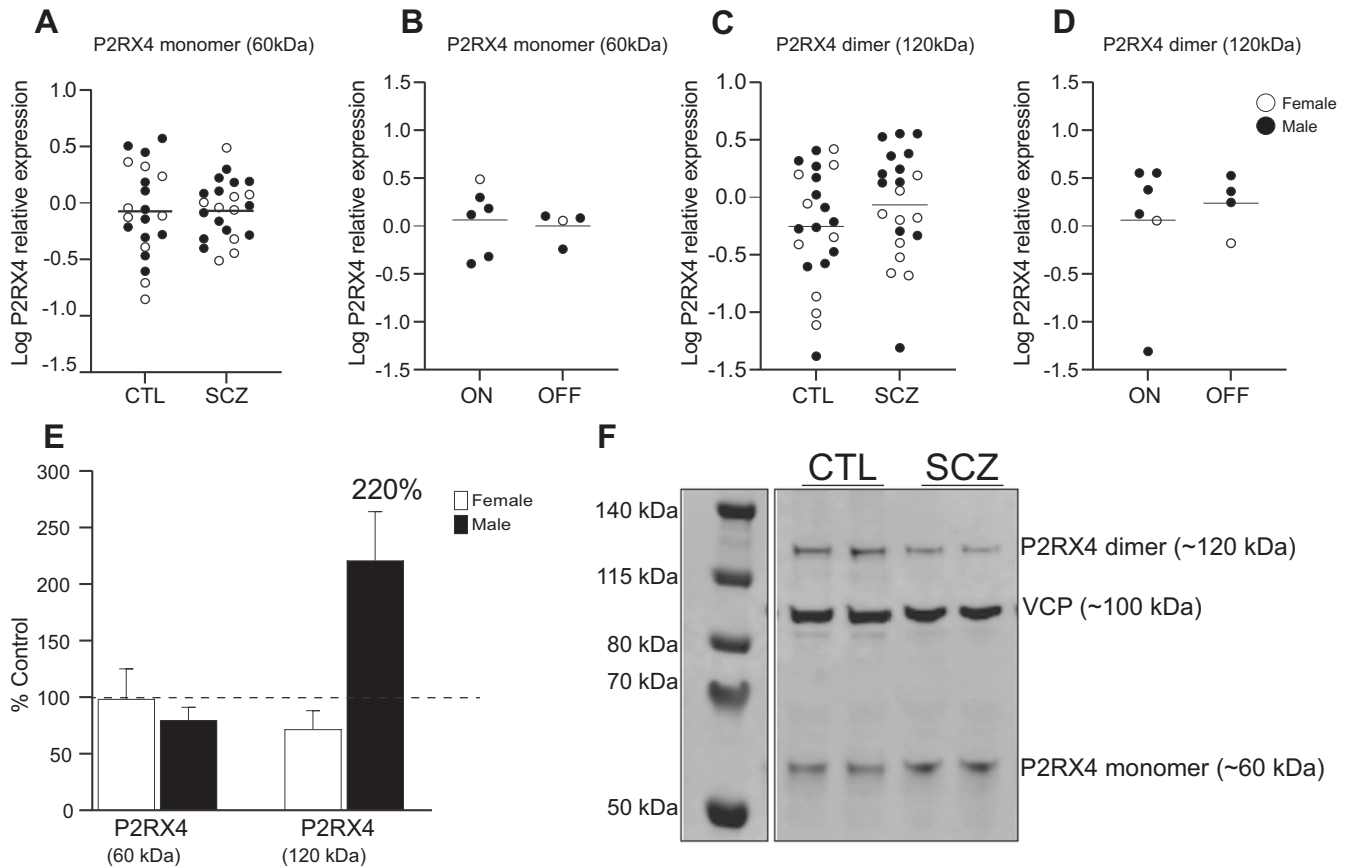 A
P2RX4 monomer (60kDa)
Log P2RX4 relative expression
1.0
0.5
0.0
-0.5
-1.0
-1.5
CTL SCZ
B
P2RX4 monomer (60kDa)
Log P2RX4 relative expression
1.5
1.0
0.5
0.0
-0.5
-1.0
-1.5
ON OFF
C
P2RX4 dimer (120kDa)
Log P2RX4 relative expression
1.0
0.5
0.0
-0.5
-1.0
-1.5
CTL SCZ
D
P2RX4 dimer (120kDa)
Log P2RX4 relative expression
1.5
1.0
0.5
0.0
-0.5
-1.0
-1.5
ON OFF
Female
Male
E
% Control
300
250
200
150
100
50
0
220%
Female
Male
P2RX4 P2RX4
(60 kDa) (120 kDa)
F
CTL SCZ
140 kDa
115 kDa
80 kDa
70 kDa
50 kDa
P2RX4 dimer (~120 kDa)
VCP (~100 kDa)
P2RX4 monomer (~60 kDa)